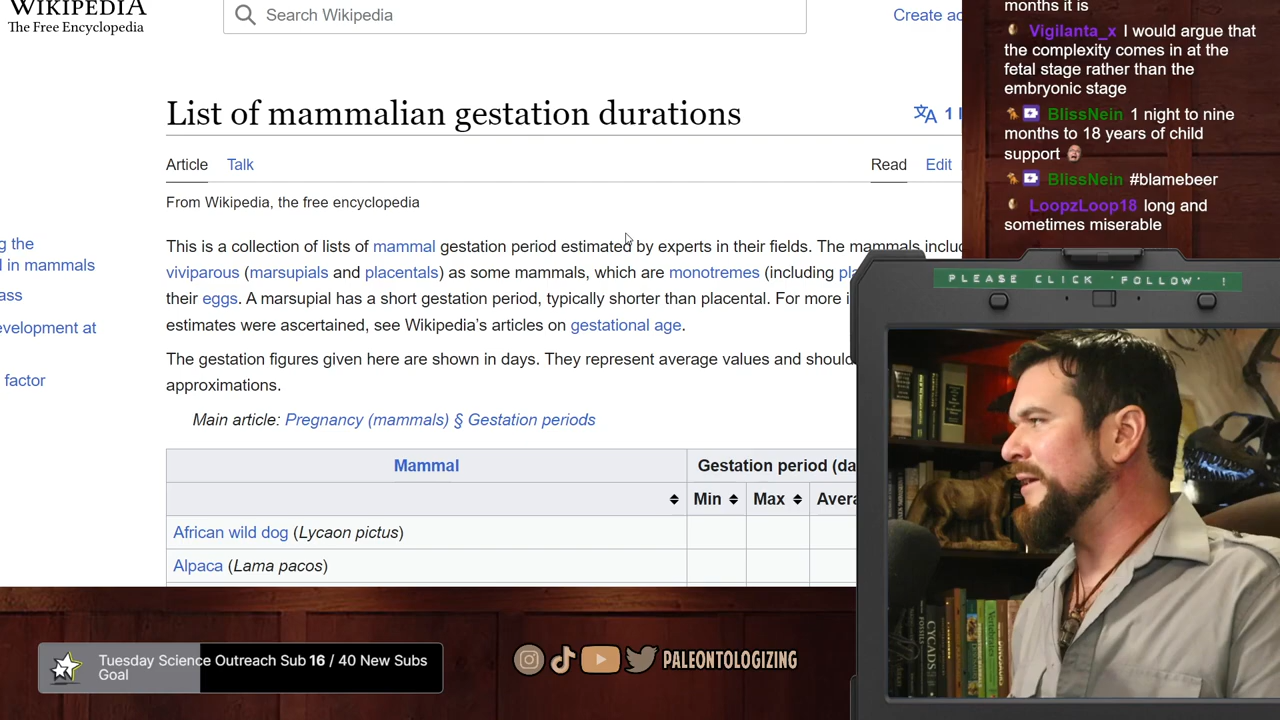 WIKIPEDIA
The Free Encyclopedia
Search Wikipedia
List of mammalian gestation durations
Article Talk
Read Edit
From Wikipedia, the free encyclopedia
This is a collection of lists of mammal gestation period estimated by experts in their fields. The mammals
viviparous (marsupials and placentals) as some mammals, which are monotremes (including
their eggs. A marsupial has a short gestation period, typically shorter than placental. For more
estimates were ascertained, see Wikipedia's articles on gestational age.
The gestation figures given here are shown in days. They represent average values and should
approximations.
Main article: Pregnancy (mammals) § Gestation periods
Mammal Gestation period
Min Max
African wild dog (Lycaon pictus)
Alpaca (Lama pacos)
the
in mammals
at
factor
months it is
Vigilanta_x I would argue that
the complexity comes in at the
fetal stage rather than the
embryonic stage
BlissNein 1 night to nine
months to 18 years of child
support
BlissNein #blamebeer
LoopzLoop18 long and
sometimes miserable
PLEASE CLICK 'FOLLOW' !
CYCADS
Tuesday Science Outreach Sub 16 / 40 New Subs
Goal
PALEONTOLOGIZING